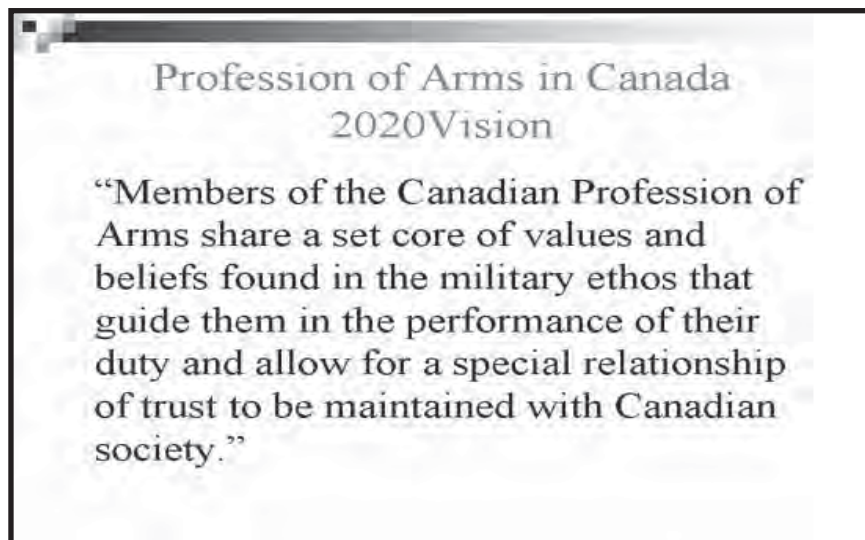 Profession of Arms in Canada
2020Vision
“Members of the Canadian Profession of
Arms share a set core of values and
beliefs found in the military ethos that
guide them in the performance of their
duty and allow for a special relationship
of trust to be maintained with Canadian
society.”